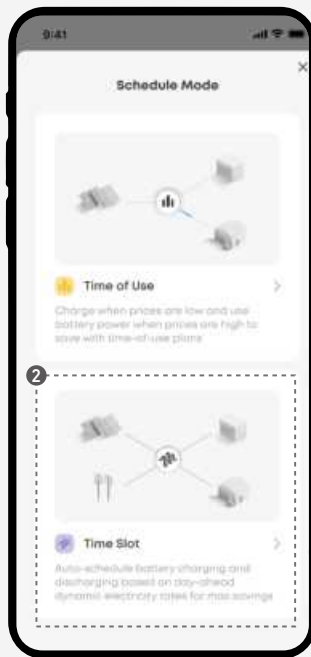 9:41
Schedule Mode
Time of Use
Charge when prices are low and use
battery power when prices are high to
save with time-of-use plans
2
Time Slot
Auto-schedule battery charging and
discharging based on day-ahead
dynamic electricity rates for max savings